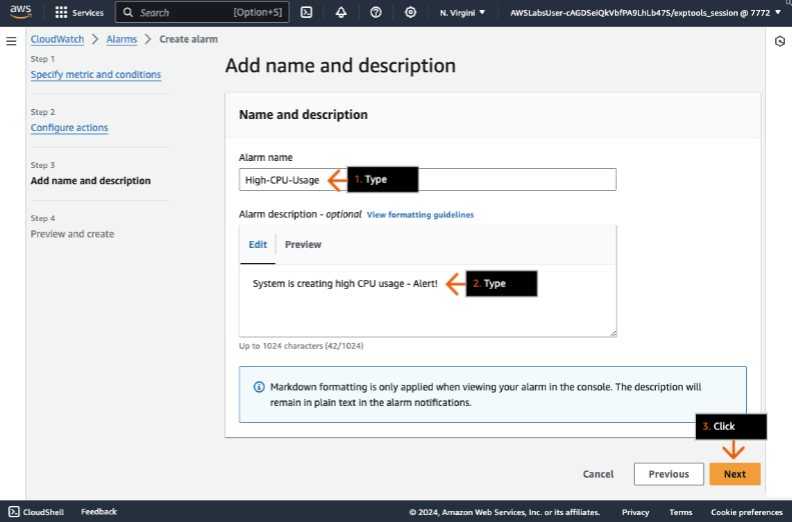 aws
Services
Search
[Option+S]
N. Virgini
AWSLabsUser-cAGDSeIQkVbfPA9LhLb47S/exptools_session @ 7772
CloudWatch > Alarms > Create alarm
Step 1
Specify metric and conditions
Step 2
Configure actions
Step 3
Add name and description
Step 4
Preview and create
Add name and description
Name and description
Alarm name
High-CPU-Usage
1. Type
Alarm description - optional View formatting guidelines
Edit
Preview
System is creating high CPU usage - Alert!
2. Type
Up to 1024 characters (42/1024)
Markdown formatting is only applied when viewing your alarm in the console. The description will
remain in plain text in the alarm notifications.
3. Click
Cancel
Previous
Next
CloudShell
Feedback
© 2024, Amazon Web Services, Inc. or its affiliates.
Privacy
Terms
Cookie preferences